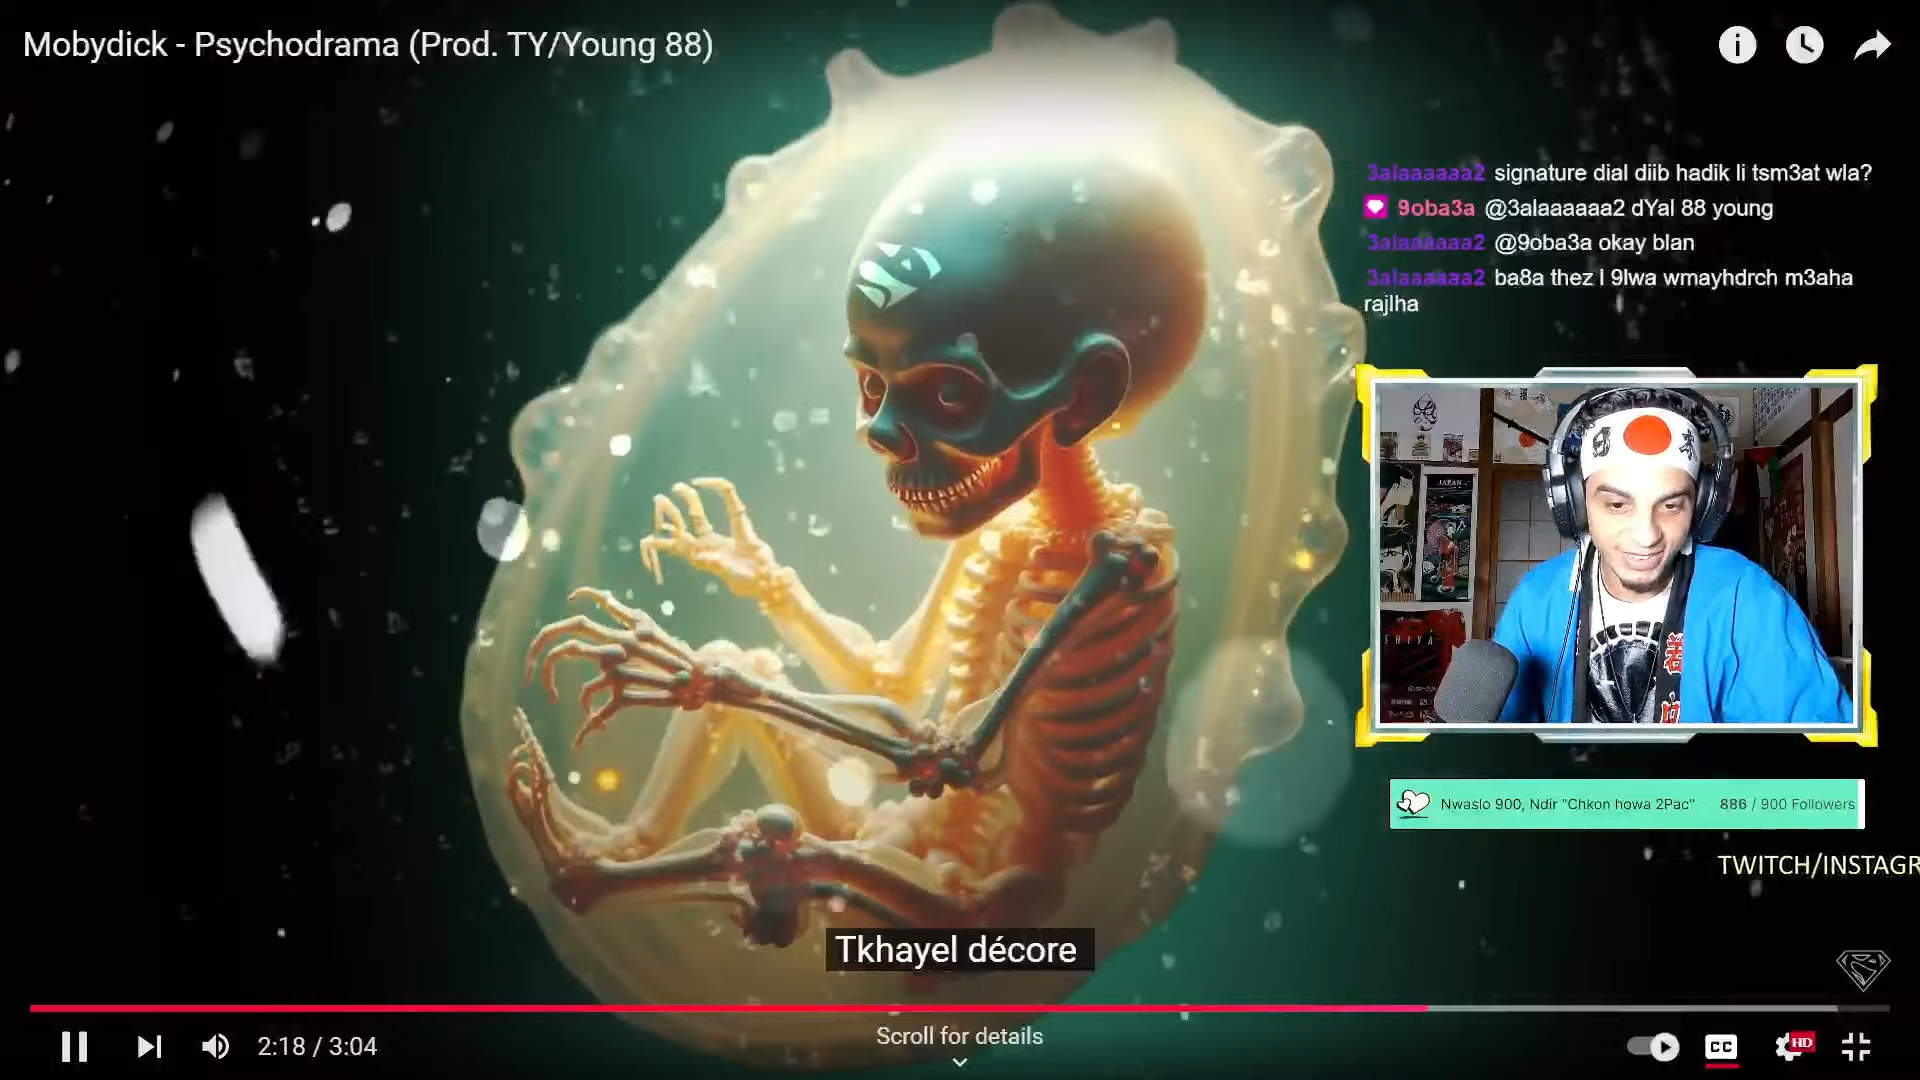 Mobydick - Psychodrama (Prod. TY/Young 88)
3alaaaaaa2 signature dial diib hadik li tsm3at wla?
9oba3a @3alaaaaaa2 dYal 88 young
3alaaaaaa2 @9oba3a okay blan
3alaaaaaa2 ba8a thez l 9lwa wmayhdrch m3aha
rajlha
JAPAN
SHIYA
Nwaslo 900, Ndir "Chkon howa 2Pac" 886 / 900 Followers
TWITCH/INSTAGR
Tkhayel décore
Scroll for details
2:18 / 3:04
CC
HD